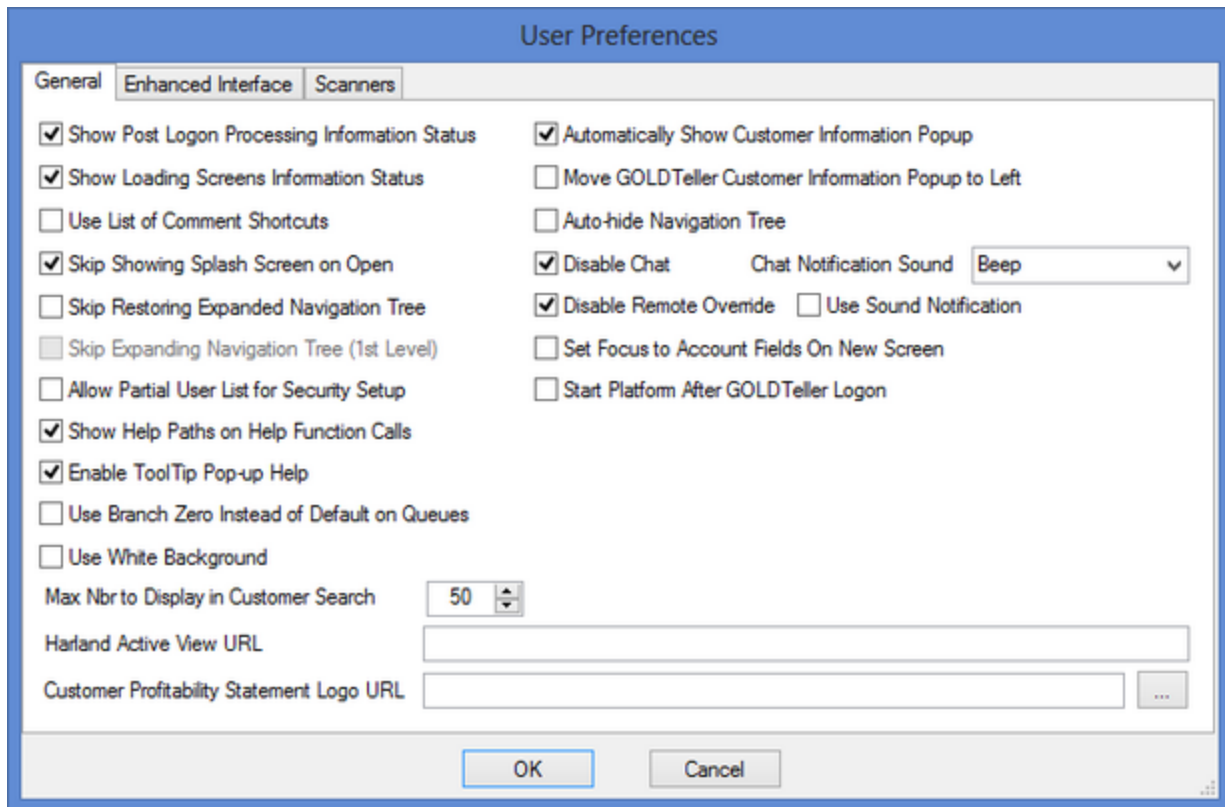 User Preferences
General Enhanced Interface Scanners
Show Post Logon Processing Information Status Automatically Show Customer Information Popup
Show Loading Screens Information Status Move GOLDTeller Customer Information Popup to Left
Use List of Comment Shortcuts Auto-hide Navigation Tree
Skip Showing Splash Screen on Open Disable Chat Chat Notification Sound Beep
Skip Restoring Expanded Navigation Tree Disable Remote Override Use Sound Notification
Skip Expanding Navigation Tree (1st Level) Set Focus to Account Fields On New Screen
Allow Partial User List for Security Setup Start Platform After GOLDTeller Logon
Show Help Paths on Help Function Calls
Enable ToolTip Pop-up Help
Use Branch Zero Instead of Default on Queues
Use White Background
Max Nbr to Display in Customer Search 50
Harland Active View URL
Customer Profitability Statement Logo URL ...
OK Cancel